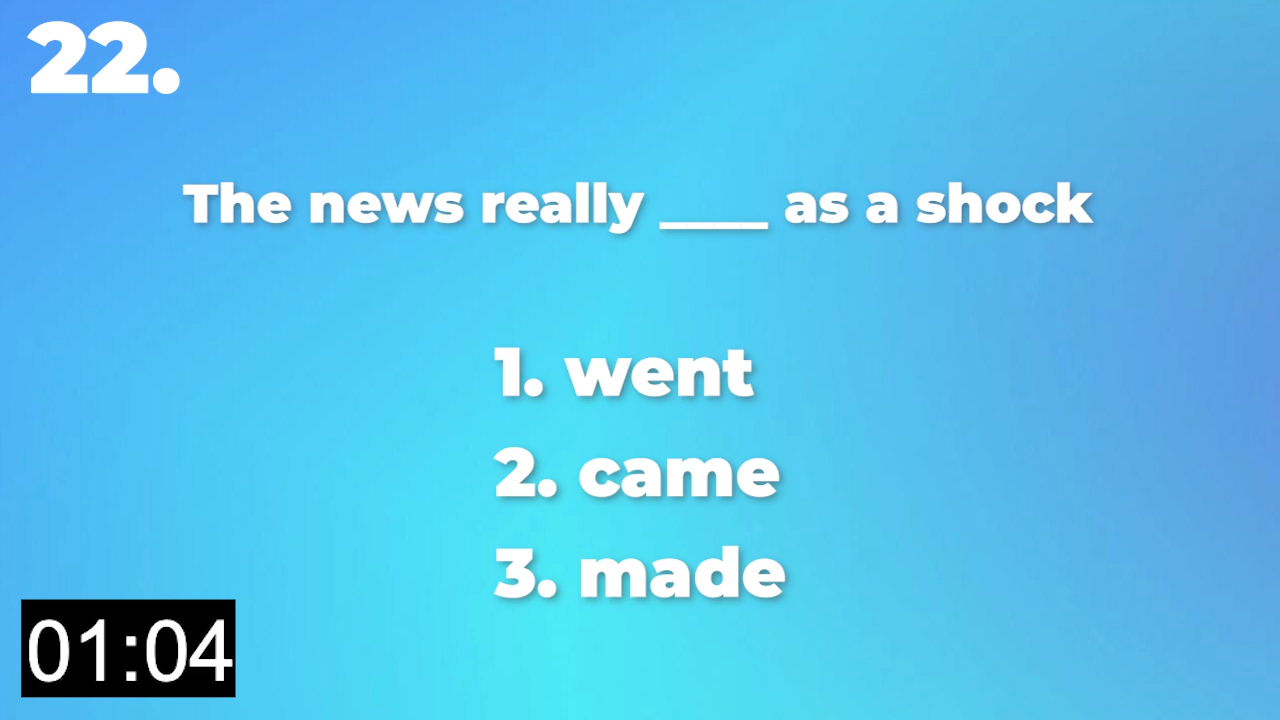 22.
The news really ____ as a shock
1. went
2. came
3. made
01:04